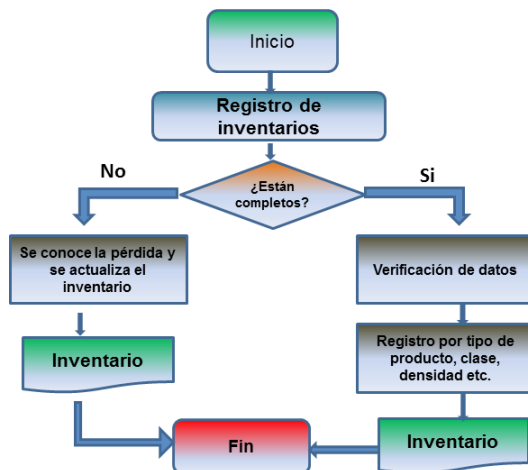 Inicio
Registro de
inventarios
¿Están
completos?
No
Si
Se conoce la pérdida y
se actualiza el
inventario
Verificación de datos
Inventario
Registro por tipo de
producto, clase,
densidad etc.
Fin
Inventario